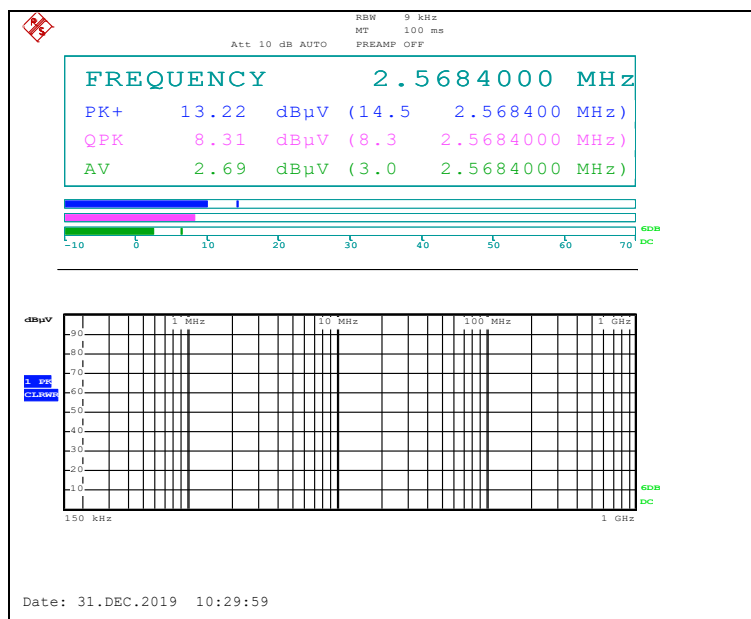 R S
RBW 9 kHz
MT 100 ms
Att 10 dB AUTO PREAMP OFF
FREQUENCY 2.5684000 MHz
PK+ 13.22 dBµV (14.5 2.568400 MHz)
QPK 8.31 dBµV (8.3 2.5684000 MHz)
AV 2.69 dBµV (3.0 2.5684000 MHz)
6DB
-10 0 10 20 30 40 50 60 70 DC
dBµV 1 MHz 10 MHz 100 MHz 1 GHz
90
80
1 PK
70
CLRWR 60
50
40
30
20
10 6DB
DC
150 kHz 1 GHz
Date: 31.DEC.2019 10:29:59